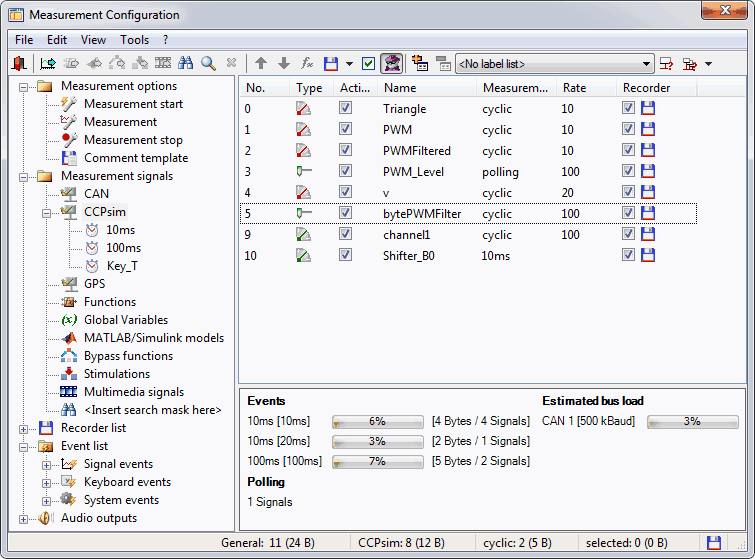 Measurement Configuration
File Edit View Tools ?
<No label list>
Measurement options
Measurement start
Measurement
Measurement stop
Comment template
Measurement signals
CAN
CCPsim
10ms
100ms
Key_T
GPS
Functions
Global Variables
MATLAB/Simulink models
Bypass functions
Stimulations
Multimedia signals
<Insert search mask here>
Recorder list
Event list
Signal events
Keyboard events
System events
Audio outputs
No. Type Acti... Name Measurem... Rate Recorder
0 Triangle cyclic 10
1 PWM cyclic 10
2 PWMFiltered cyclic 10
3 PWM_Level polling 100
4 v cyclic 20
5 bytePWMFilter cyclic 100
9 channel1 cyclic 100
10 Shifter_B0 10ms
Events
10ms [10ms] 6% [4 Bytes / 4 Signals]
10ms [20ms] 3% [2 Bytes / 1 Signals]
100ms [100ms] 7% [5 Bytes / 2 Signals]
Polling
1 Signals
Estimated bus load
CAN 1 [500 kBaud] 3%
General: 11 (24 B) CCPsim: 8 (12 B) cyclic: 2 (5 B) selected: 0 (0 B)